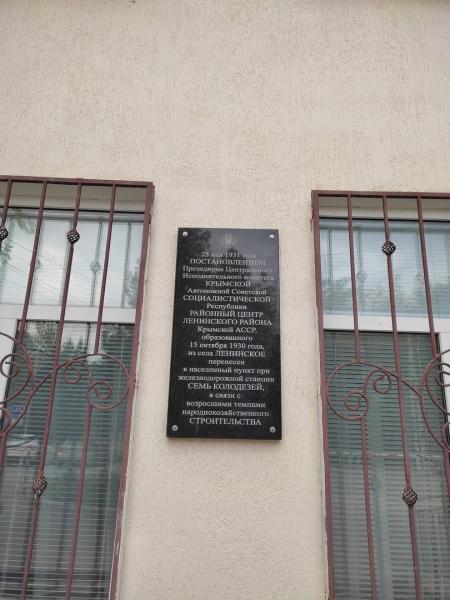 23 мая 1931 года
ПОСТАНОВЛЕНИЕМ
Президиума Центрального
Исполнительного комитета
КРЫМСКОЙ
Автономной Советской
СОЦИАЛИСТИЧЕСКОЙ
Республики
РАЙОННЫЙ ЦЕНТР
ЛЕНИНСКОГО РАЙОНА
Крымской АССР,
образованного
15 октября 1930 года,
из села ЛЕНИНСКОЕ
перенесен
в населенный пункт при
железнодорожной станции
СЕМЬ КОЛОДЕЗЕЙ,
в связи с
возросшими темпами
народнохозяйственного
СТРОИТЕЛЬСТВА